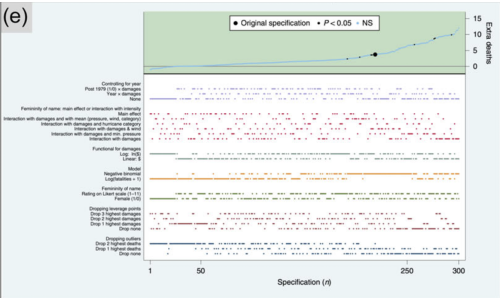 (e)
Original specification P < 0.05 NS
15
10
5
0
Extra deaths
Controlling for year
Post 1979 (1/0) × damages
Year × damages
None
Femininity of name: main effect or interaction with intensity
Main effect
Interaction with damages and with mean (pressure, wind, category)
Interaction with damages and hurricane category
Interaction with damages & wind
Interaction with damages and min. pressure
Interaction with damages
Functional for damages
Log: ln($)
Linear: $
Model
Negative binomial
Log(fatalities + 1)
Femininity of name
Rating on Likert scale (1–11)
Female (1/0)
Dropping leverage points
Drop 3 highest damages
Drop 2 highest damages
Drop 1 highest damages
Drop none
Dropping outliers
Drop 2 highest deaths
Drop 1 highest deaths
Drop none
1 50 250 300
Specification (n)